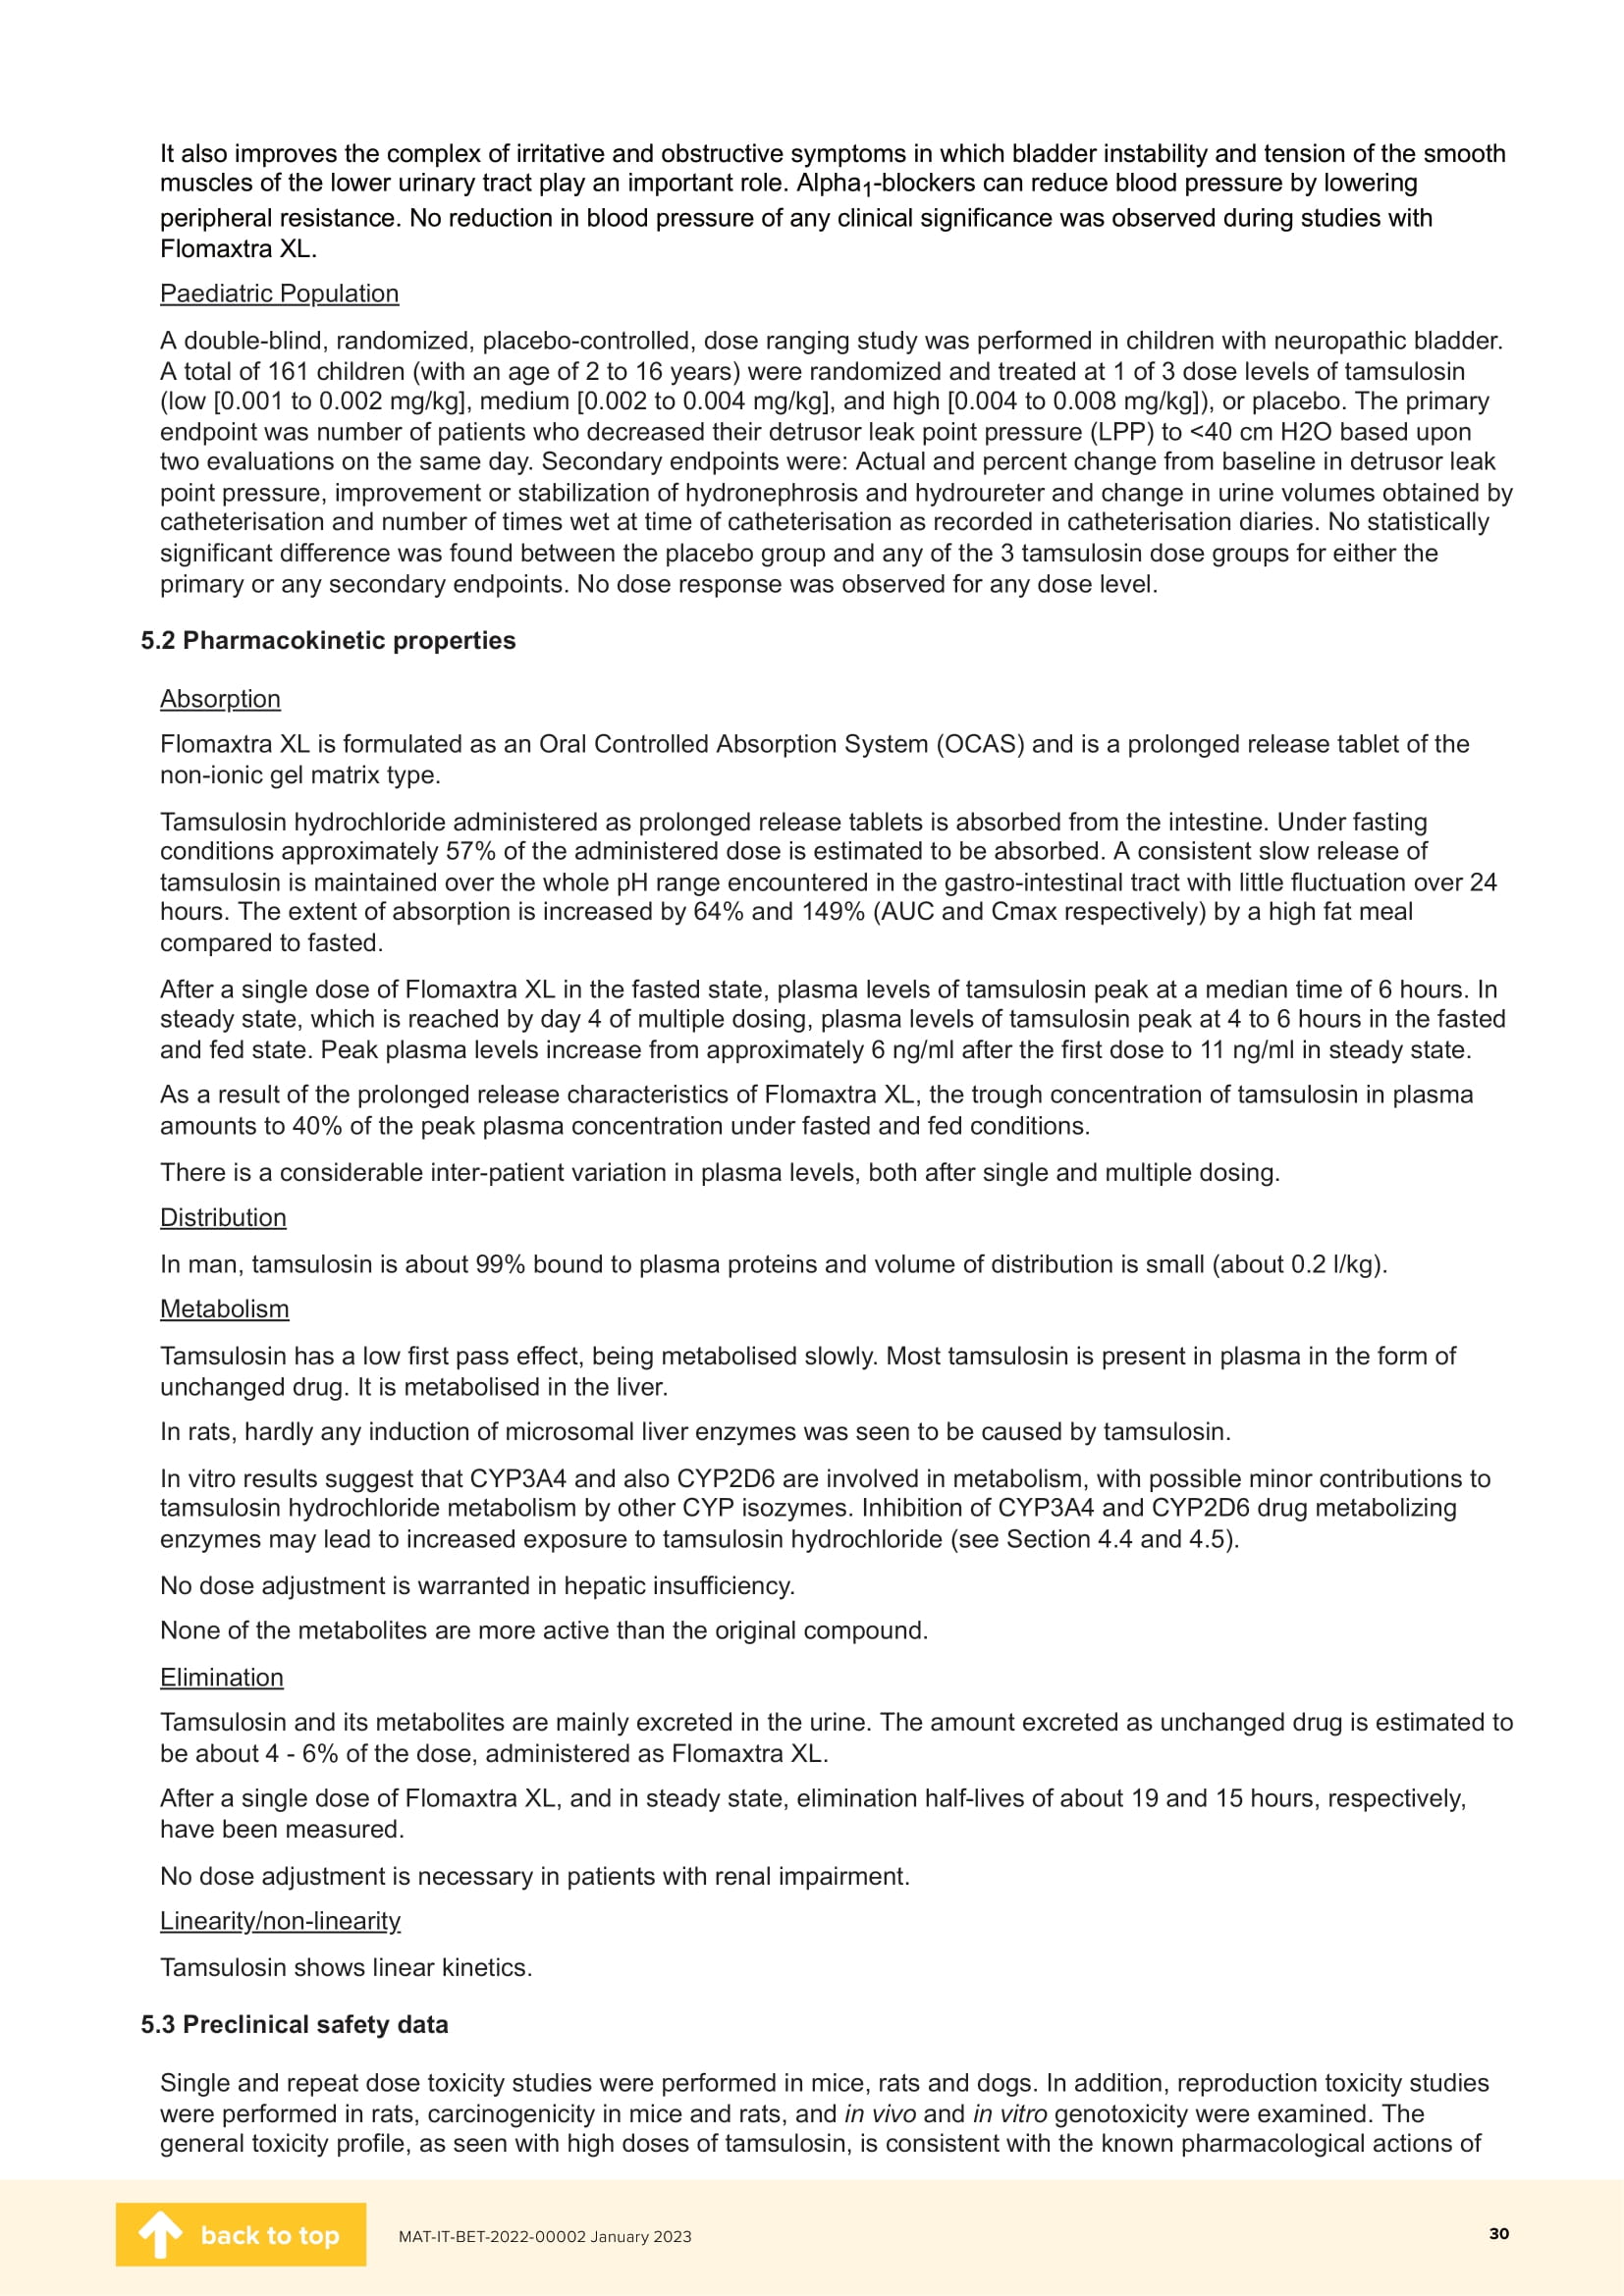 It also improves the complex of irritative and obstructive symptoms in which bladder instability and tension of the smooth
muscles of the lower urinary tract play an important role. Alpha1-blockers can reduce blood pressure by lowering
peripheral resistance. No reduction in blood pressure of any clinical significance was observed during studies with
Flomaxtra XL.
Paediatric Population
A double-blind, randomized, placebo-controlled, dose ranging study was performed in children with neuropathic bladder.
A total of 161 children (with an age of 2 to 16 years) were randomized and treated at 1 of 3 dose levels of tamsulosin
(low [0.001 to 0.002 mg/kg], medium [0.002 to 0.004 mg/kg], and high [0.004 to 0.008 mg/kg]), or placebo. The primary
endpoint was number of patients who decreased their detrusor leak point pressure (LPP) to <40 cm H2O based upon
two evaluations on the same day. Secondary endpoints were: Actual and percent change from baseline in detrusor leak
point pressure, improvement or stabilization of hydronephrosis and hydroureter and change in urine volumes obtained by
catheterisation and number of times wet at time of catheterisation as recorded in catheterisation diaries. No statistically
significant difference was found between the placebo group and any of the 3 tamsulosin dose groups for either the
primary or any secondary endpoints. No dose response was observed for any dose level.
5.2 Pharmacokinetic properties
Absorption
Flomaxtra XL is formulated as an Oral Controlled Absorption System (OCAS) and is a prolonged release tablet of the
non-ionic gel matrix type.
Tamsulosin hydrochloride administered as prolonged release tablets is absorbed from the intestine. Under fasting
conditions approximately 57% of the administered dose is estimated to be absorbed. A consistent slow release of
tamsulosin is maintained over the whole pH range encountered in the gastro-intestinal tract with little fluctuation over 24
hours. The extent of absorption is increased by 64% and 149% (AUC and Cmax respectively) by a high fat meal
compared to fasted.
After a single dose of Flomaxtra XL in the fasted state, plasma levels of tamsulosin peak at a median time of 6 hours. In
steady state, which is reached by day 4 of multiple dosing, plasma levels of tamsulosin peak at 4 to 6 hours in the fasted
and fed state. Peak plasma levels increase from approximately 6 ng/ml after the first dose to 11 ng/ml in steady state.
As a result of the prolonged release characteristics of Flomaxtra XL, the trough concentration of tamsulosin in plasma
amounts to 40% of the peak plasma concentration under fasted and fed conditions.
There is a considerable inter-patient variation in plasma levels, both after single and multiple dosing.
Distribution
In man, tamsulosin is about 99% bound to plasma proteins and volume of distribution is small (about 0.2 l/kg).
Metabolism
Tamsulosin has a low first pass effect, being metabolised slowly. Most tamsulosin is present in plasma in the form of
unchanged drug. It is metabolised in the liver.
In rats, hardly any induction of microsomal liver enzymes was seen to be caused by tamsulosin.
In vitro results suggest that CYP3A4 and also CYP2D6 are involved in metabolism, with possible minor contributions to
tamsulosin hydrochloride metabolism by other CYP isozymes. Inhibition of CYP3A4 and CYP2D6 drug metabolizing
enzymes may lead to increased exposure to tamsulosin hydrochloride (see Section 4.4 and 4.5).
No dose adjustment is warranted in hepatic insufficiency.
None of the metabolites are more active than the original compound.
Elimination
Tamsulosin and its metabolites are mainly excreted in the urine. The amount excreted as unchanged drug is estimated to
be about 4 - 6% of the dose, administered as Flomaxtra XL.
After a single dose of Flomaxtra XL, and in steady state, elimination half-lives of about 19 and 15 hours, respectively,
have been measured.
No dose adjustment is necessary in patients with renal impairment.
Linearity/non-linearity
Tamsulosin shows linear kinetics.
5.3 Preclinical safety data
Single and repeat dose toxicity studies were performed in mice, rats and dogs. In addition, reproduction toxicity studies
were performed in rats, carcinogenicity in mice and rats, and in vivo and in vitro genotoxicity were examined. The
general toxicity profile, as seen with high doses of tamsulosin, is consistent with the known pharmacological actions of
back to top
MAT-IT-BET-2022-00002 January 2023
30